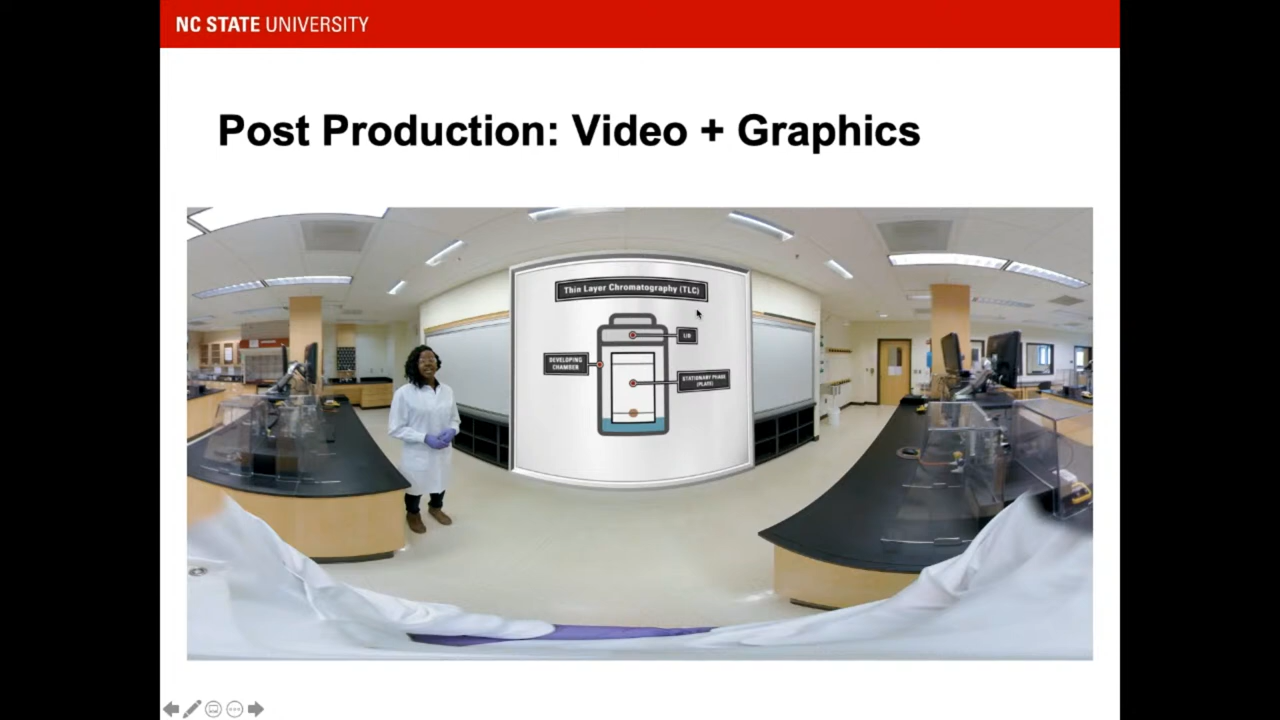 NC STATE UNIVERSITY
Post Production: Video + Graphics
Thin Layer Chromatography (TLC)
LID
DEVELOPING
CHAMBER
STATIONARY PHASE
(PLATE)